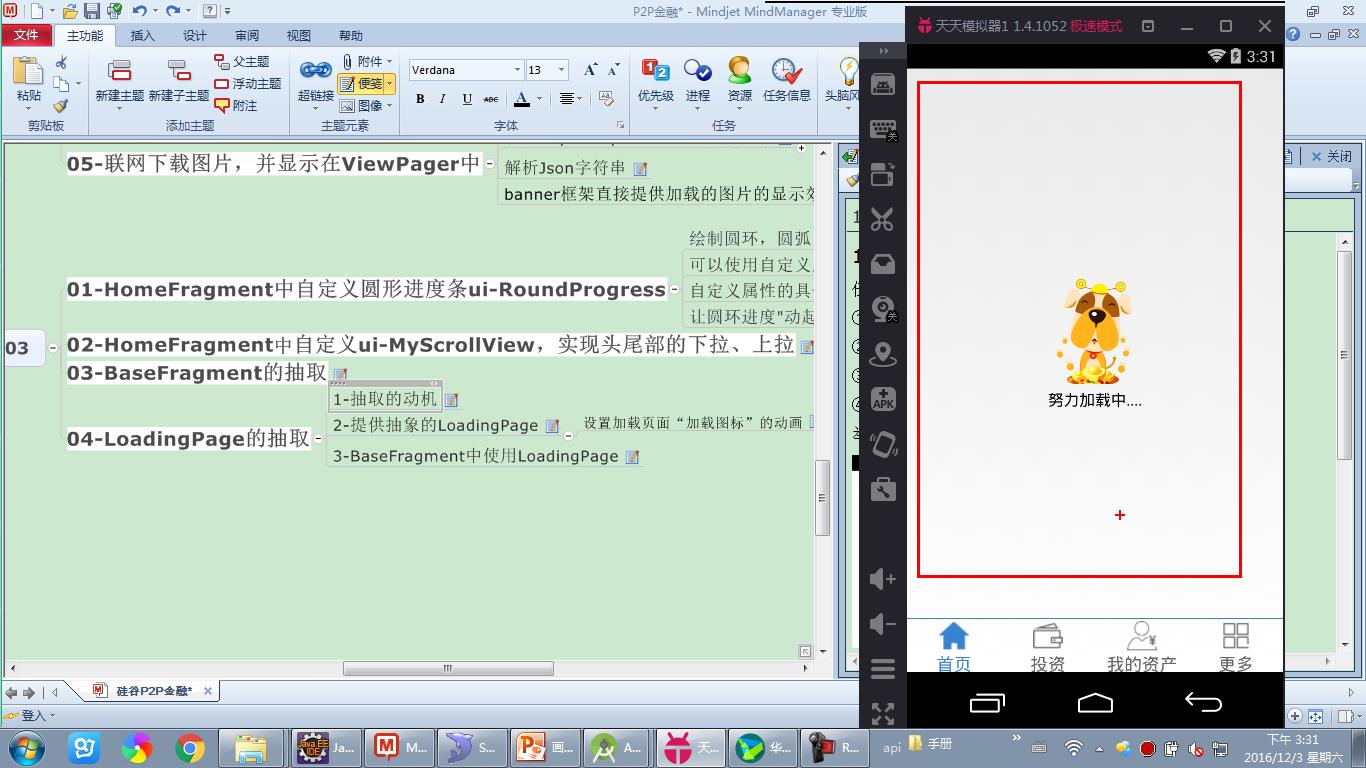 P2P金融* - Mindjet MindManager 专业版
文件 主功能 插入 设计 审阅 视图 帮助
粘贴
新建主题 新建子主题
父主题
浮动主题
附注
超链接
附件
便笺
图像
Verdana 13
B I U ABC A
优先级 进程 资源 任务信息 头脑风
剪贴板 添加主题 主题元素 字体 任务
05-联网下载图片，并显示在ViewPager中
解析Json字符串
banner框架直接提供加载的图片的显示效
绘制圆环，圆弧
可以使用自定义
自定义属性的具
让圆环进度"动起
01-HomeFragment中自定义圆形进度条ui-RoundProgress
03
02-HomeFragment中自定义ui-MyScrollView，实现头尾部的下拉、上拉
03-BaseFragment的抽取
04-LoadingPage的抽取
1-抽取的动机
2-提供抽象的LoadingPage
设置加载页面“加载图标”的动画
3-BaseFragment中使用LoadingPage
关闭
硅谷P2P金融*
登入
天天模拟器1 1.4.1052 极速模式
3:31
关
关
APK
努力加载中....
首页 投资 我的资产 更多
Java EE IDE
Ja... M... S... 画... A... 天... 华... R...
api 手册
下午 3:31
2016/12/3 星期六